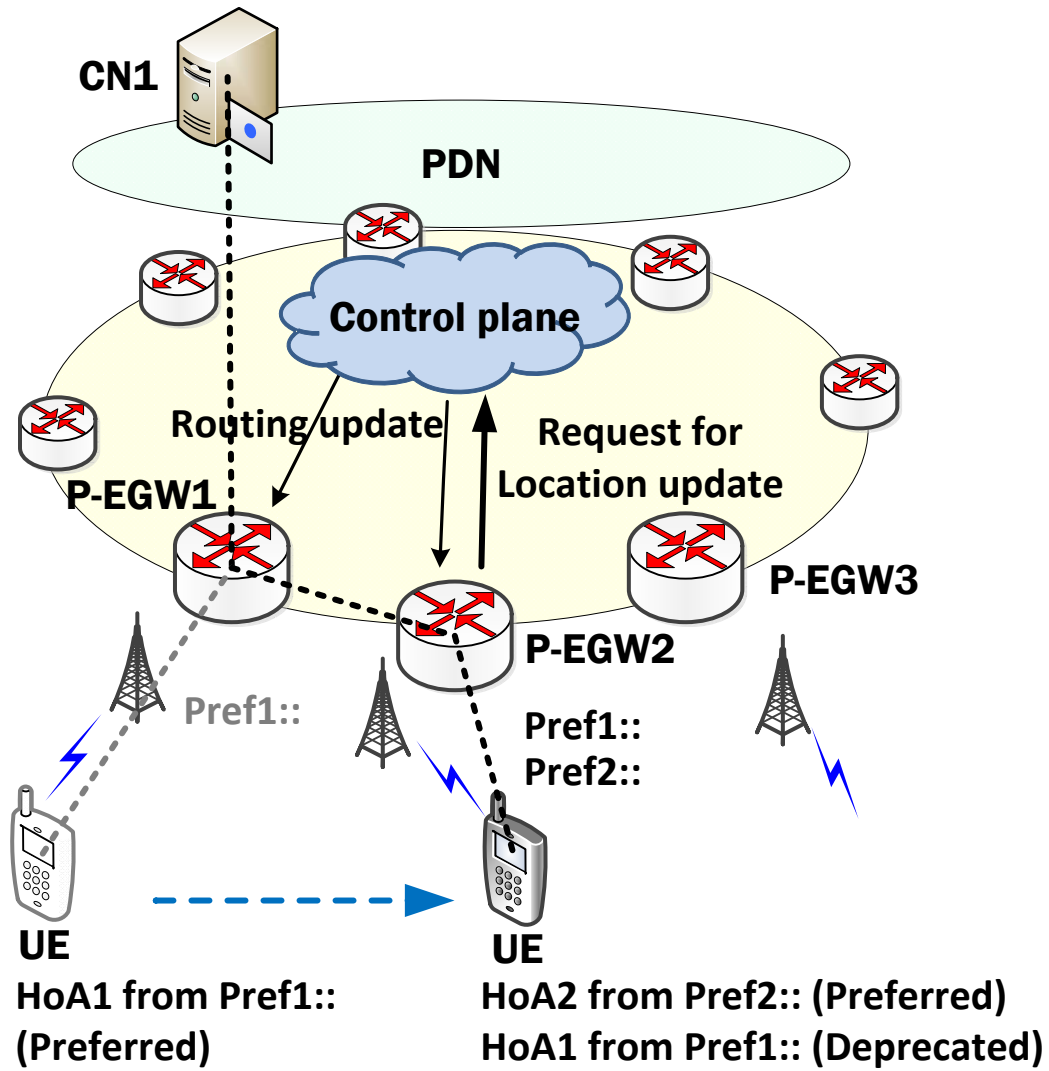 CN1
PDN
Control plane
Routing update
Request for
Location update
P-EGW1
P-EGW3
P-EGW2
Pref1::
Pref1::
Pref2::
UE
HoA1 from Pref1::
(Preferred)
UE
HoA2 from Pref2:: (Preferred)
HoA1 from Pref1:: (Deprecated)